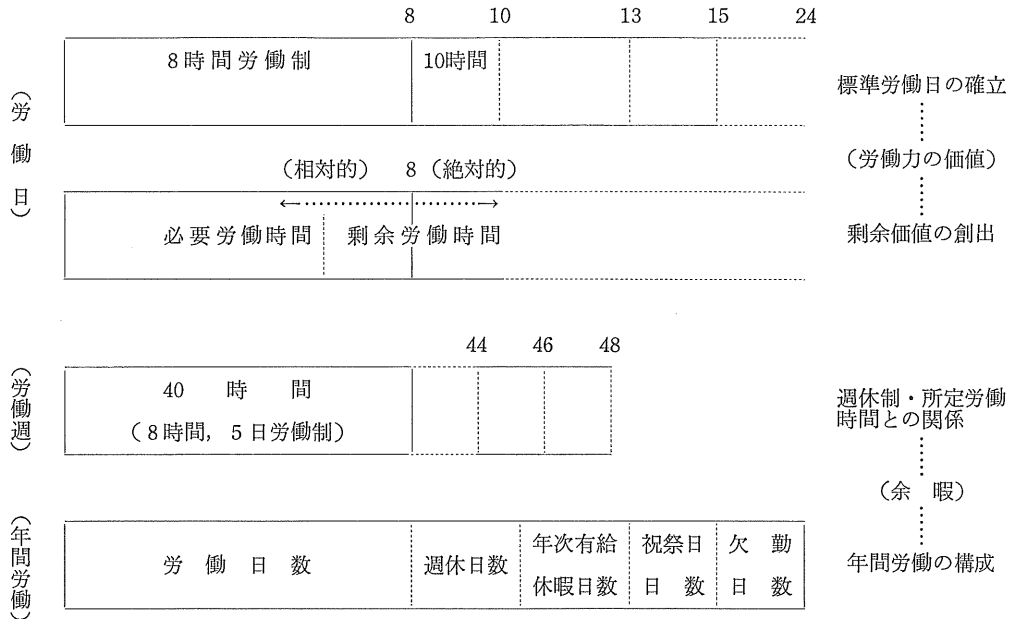 8 10 13 15 24
(労働日)
8時間労働制 10時間
標準労働日の確立
(労働力の価値)
(相対的) 8 (絶対的)
必要労働時間 剰余労働時間
剰余価値の創出
44 46 48
(労働週)
40 時間
(8時間, 5日労働制)
週休制・所定労働
時間との関係
(余暇)
(年間労働)
労働日数 週休日数 年次有給 祝祭日 欠勤
休暇日数 日数 日数
年間労働の構成